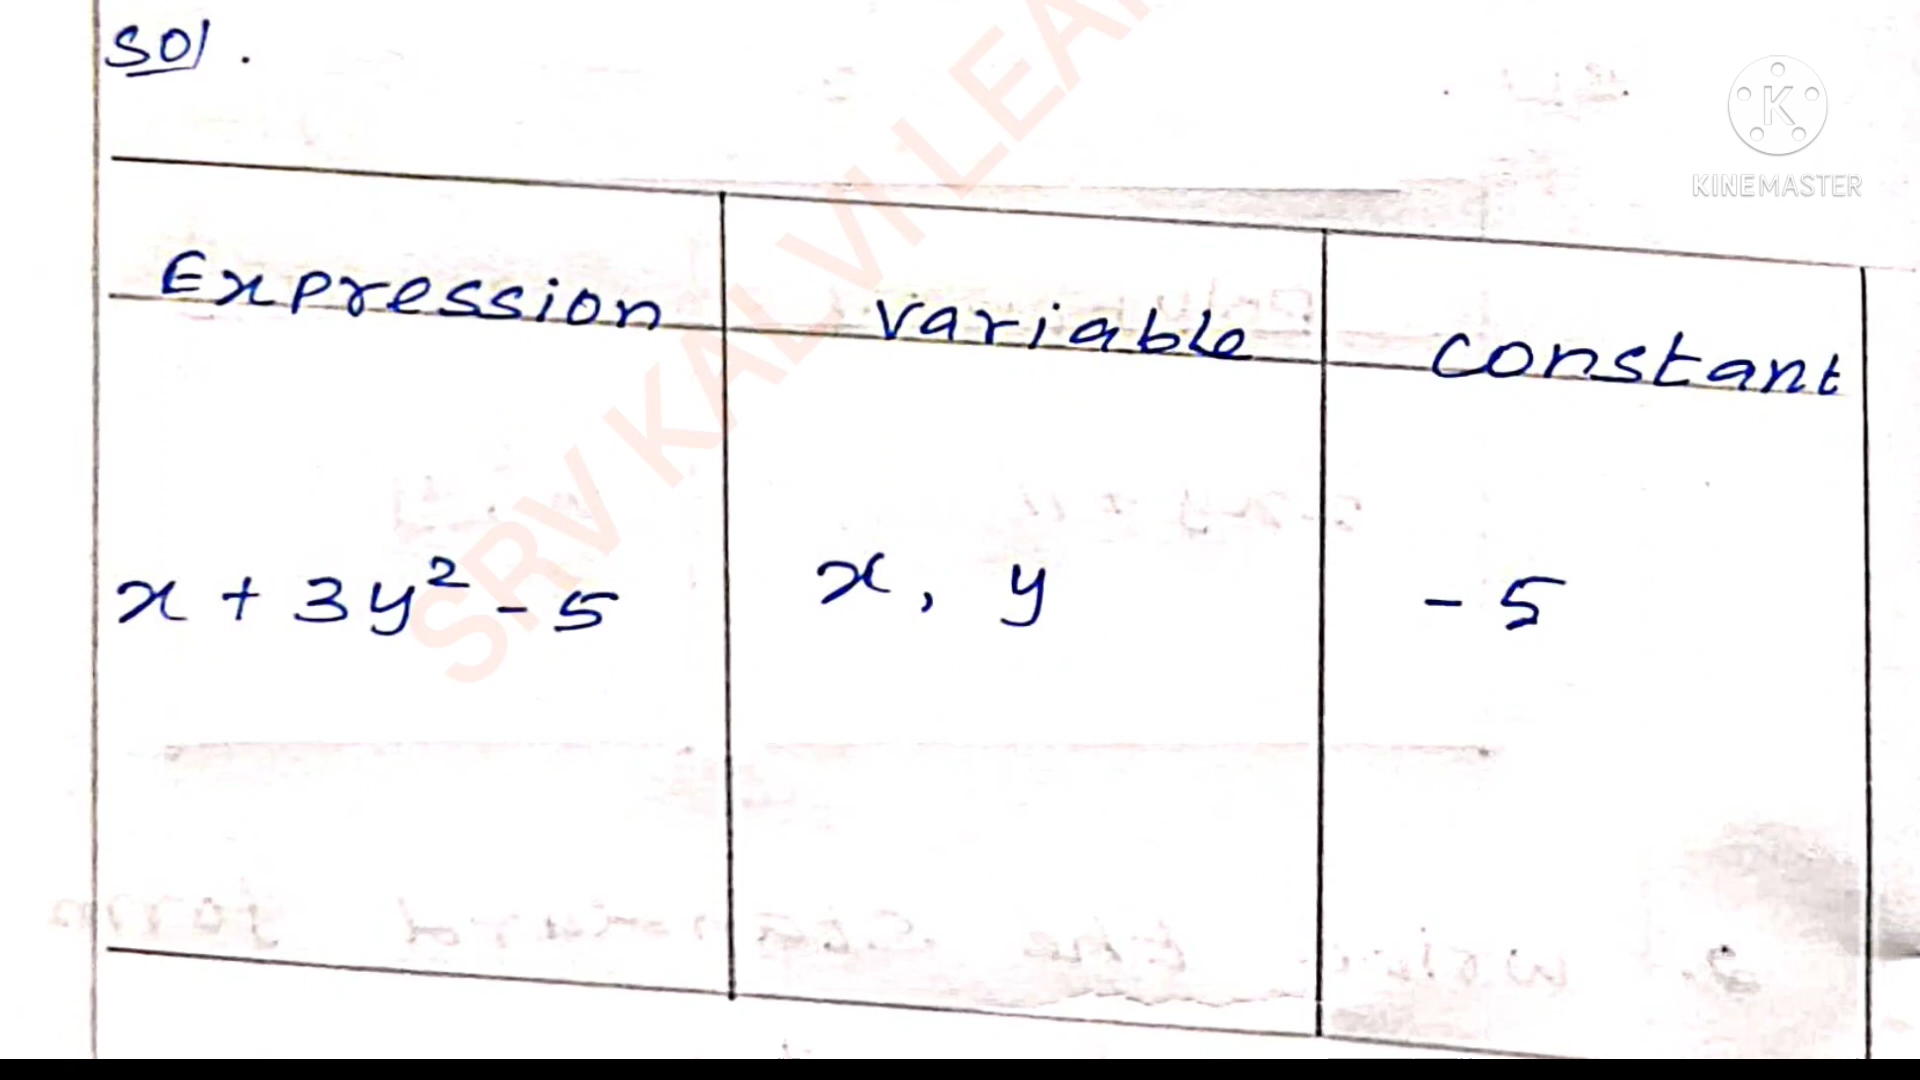 Sol.
KINEMASTER
Expression variable constant
x + 3y² - 5 x, y - 5
SRV KALVI LEA